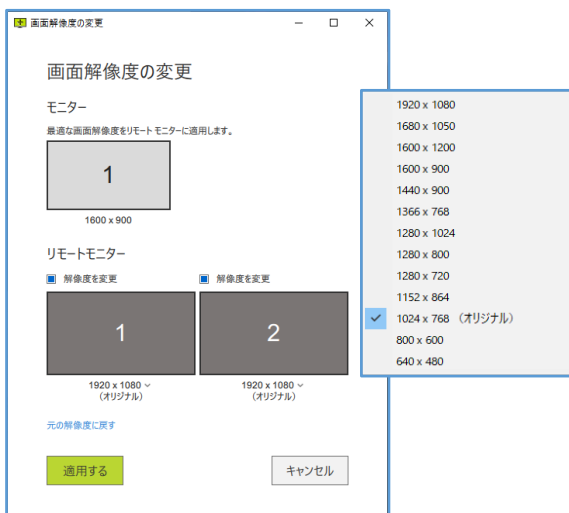 画面解像度の変更
画面解像度の変更
モニター
最適な画面解像度をリモート モニターに適用します。
1
1600 x 900
リモートモニター
解像度を変更
解像度を変更
1
2
1920 x 1080
(オリジナル)
1920 x 1080
(オリジナル)
元の解像度に戻す
適用する
キャンセル
1920 x 1080
1680 x 1050
1600 x 1200
1600 x 900
1440 x 900
1366 x 768
1280 x 1024
1280 x 800
1280 x 720
1152 x 864
1024 x 768 (オリジナル)
800 x 600
640 x 480